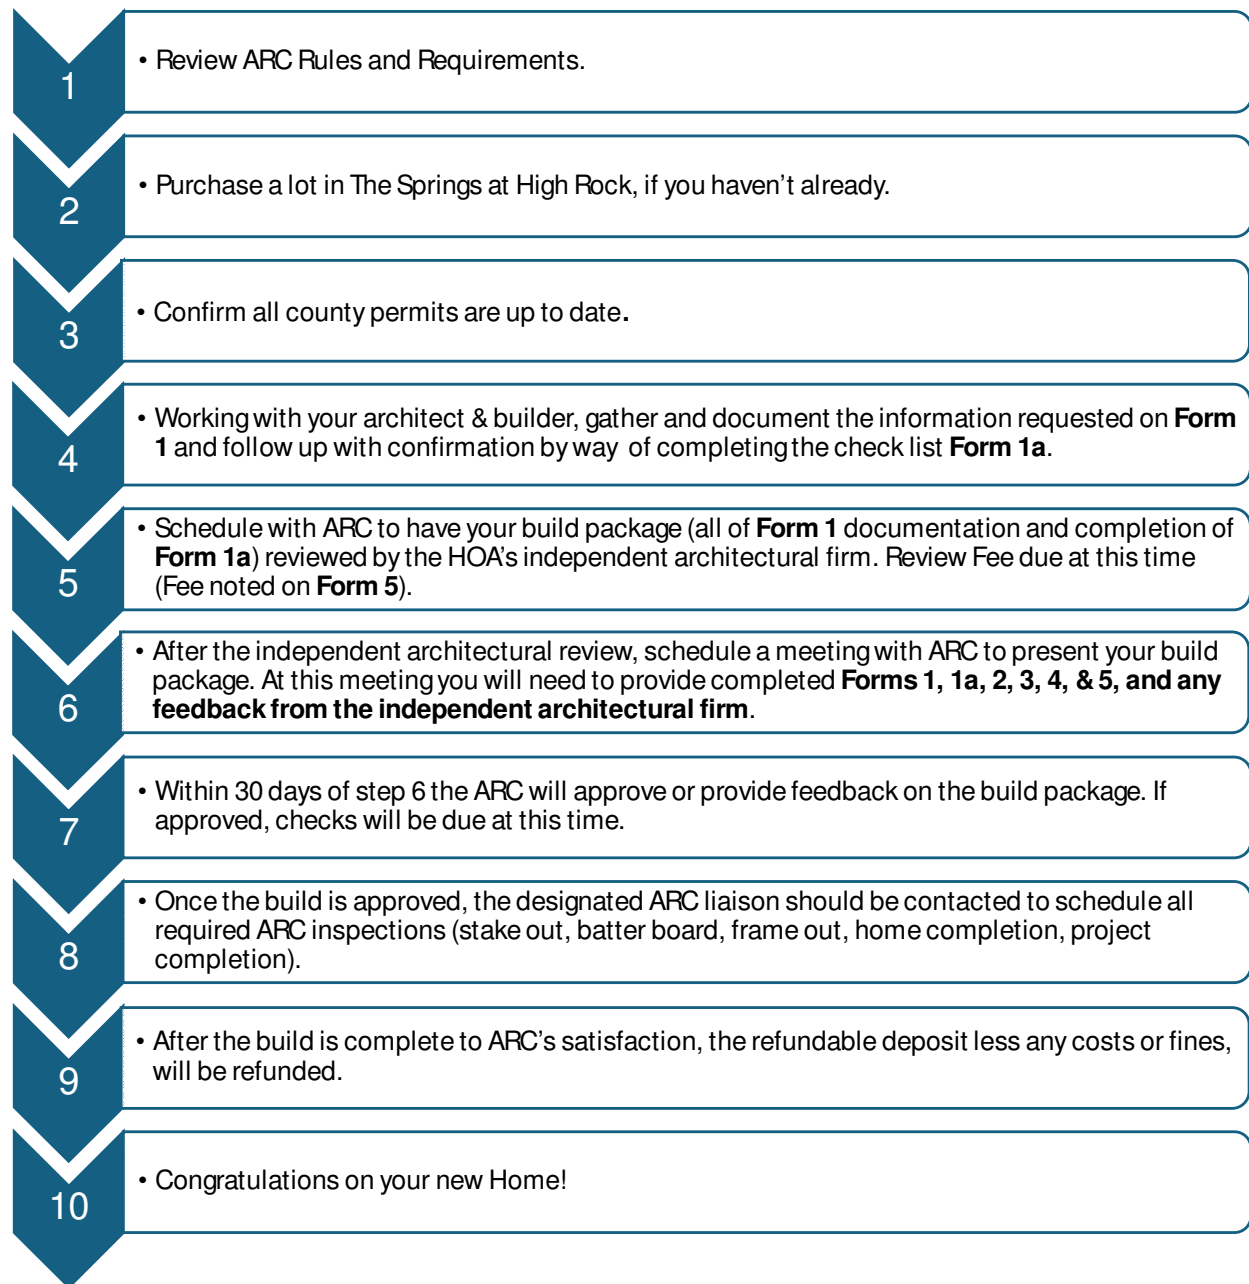 1
• Review ARC Rules and Requirements.
2
• Purchase a lot in The Springs at High Rock, if you haven’t already.
3
• Confirm all county permits are up to date.
4
• Working with your architect & builder, gather and document the information requested on Form
1 and follow up with confirmation by way of completing the check list Form 1a.
5
• Schedule with ARC to have your build package (all of Form 1 documentation and completion of
Form 1a) reviewed by the HOA’s independent architectural firm. Review Fee due at this time
(Fee noted on Form 5).
6
• After the independent architectural review, schedule a meeting with ARC to present your build
package. At this meeting you will need to provide completed Forms 1, 1a, 2, 3, 4, & 5, and any
feedback from the independent architectural firm.
7
• Within 30 days of step 6 the ARC will approve or provide feedback on the build package. If
approved, checks will be due at this time.
8
• Once the build is approved, the designated ARC liaison should be contacted to schedule all
required ARC inspections (stake out, batter board, frame out, home completion, project
completion).
9
• After the build is complete to ARC’s satisfaction, the refundable deposit less any costs or fines,
will be refunded.
10
• Congratulations on your new Home!